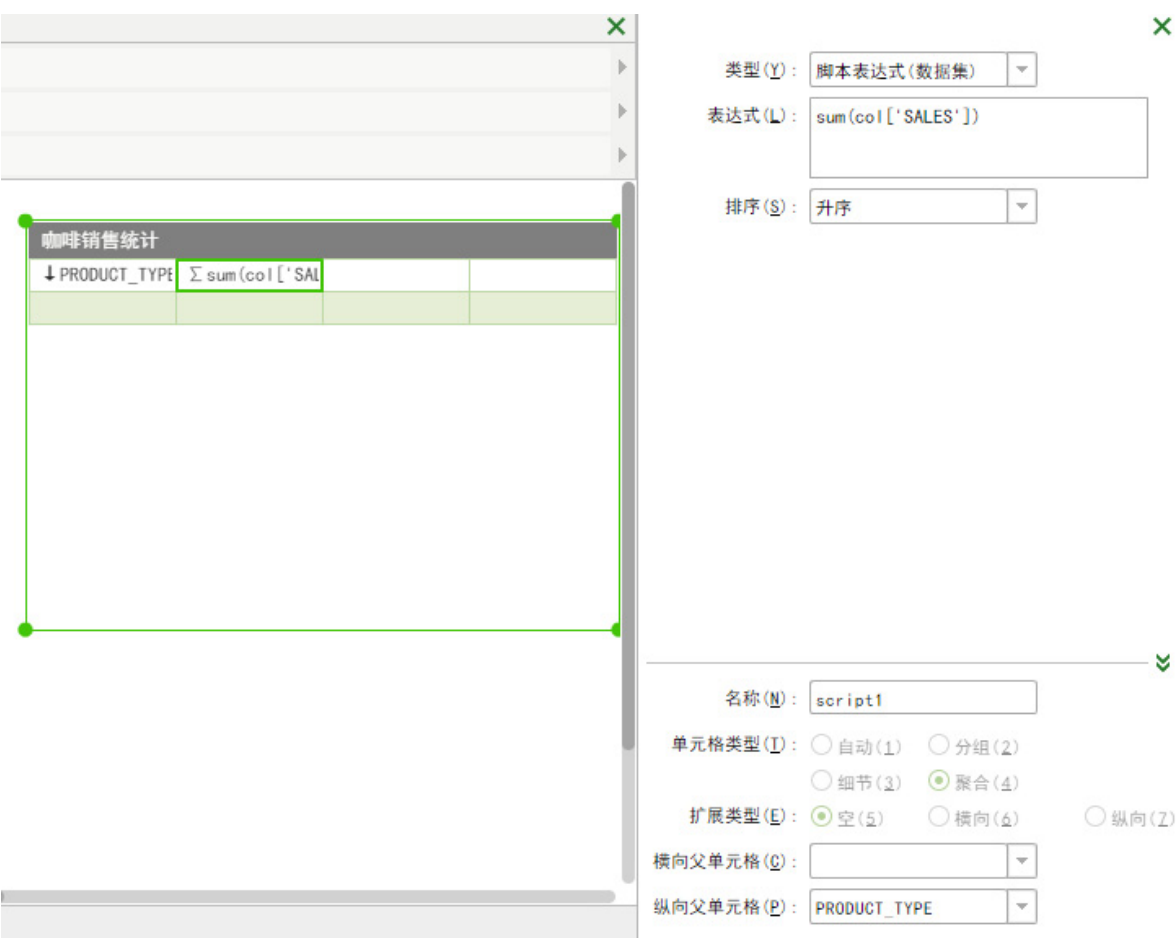 咖啡销售统计
↓PRODUCT_TYPE ∑sum(col['SAL
类型(Y): 脚本表达式(数据集)
表达式(L): sum(col['SALES'])
排序(S): 升序
名称(N): script1
单元格类型(T): 自动(1) 分组(2)
细节(3) 聚合(4)
扩展类型(E): 空(5) 横向(6) 纵向(7)
横向父单元格(C):
纵向父单元格(P): PRODUCT_TYPE